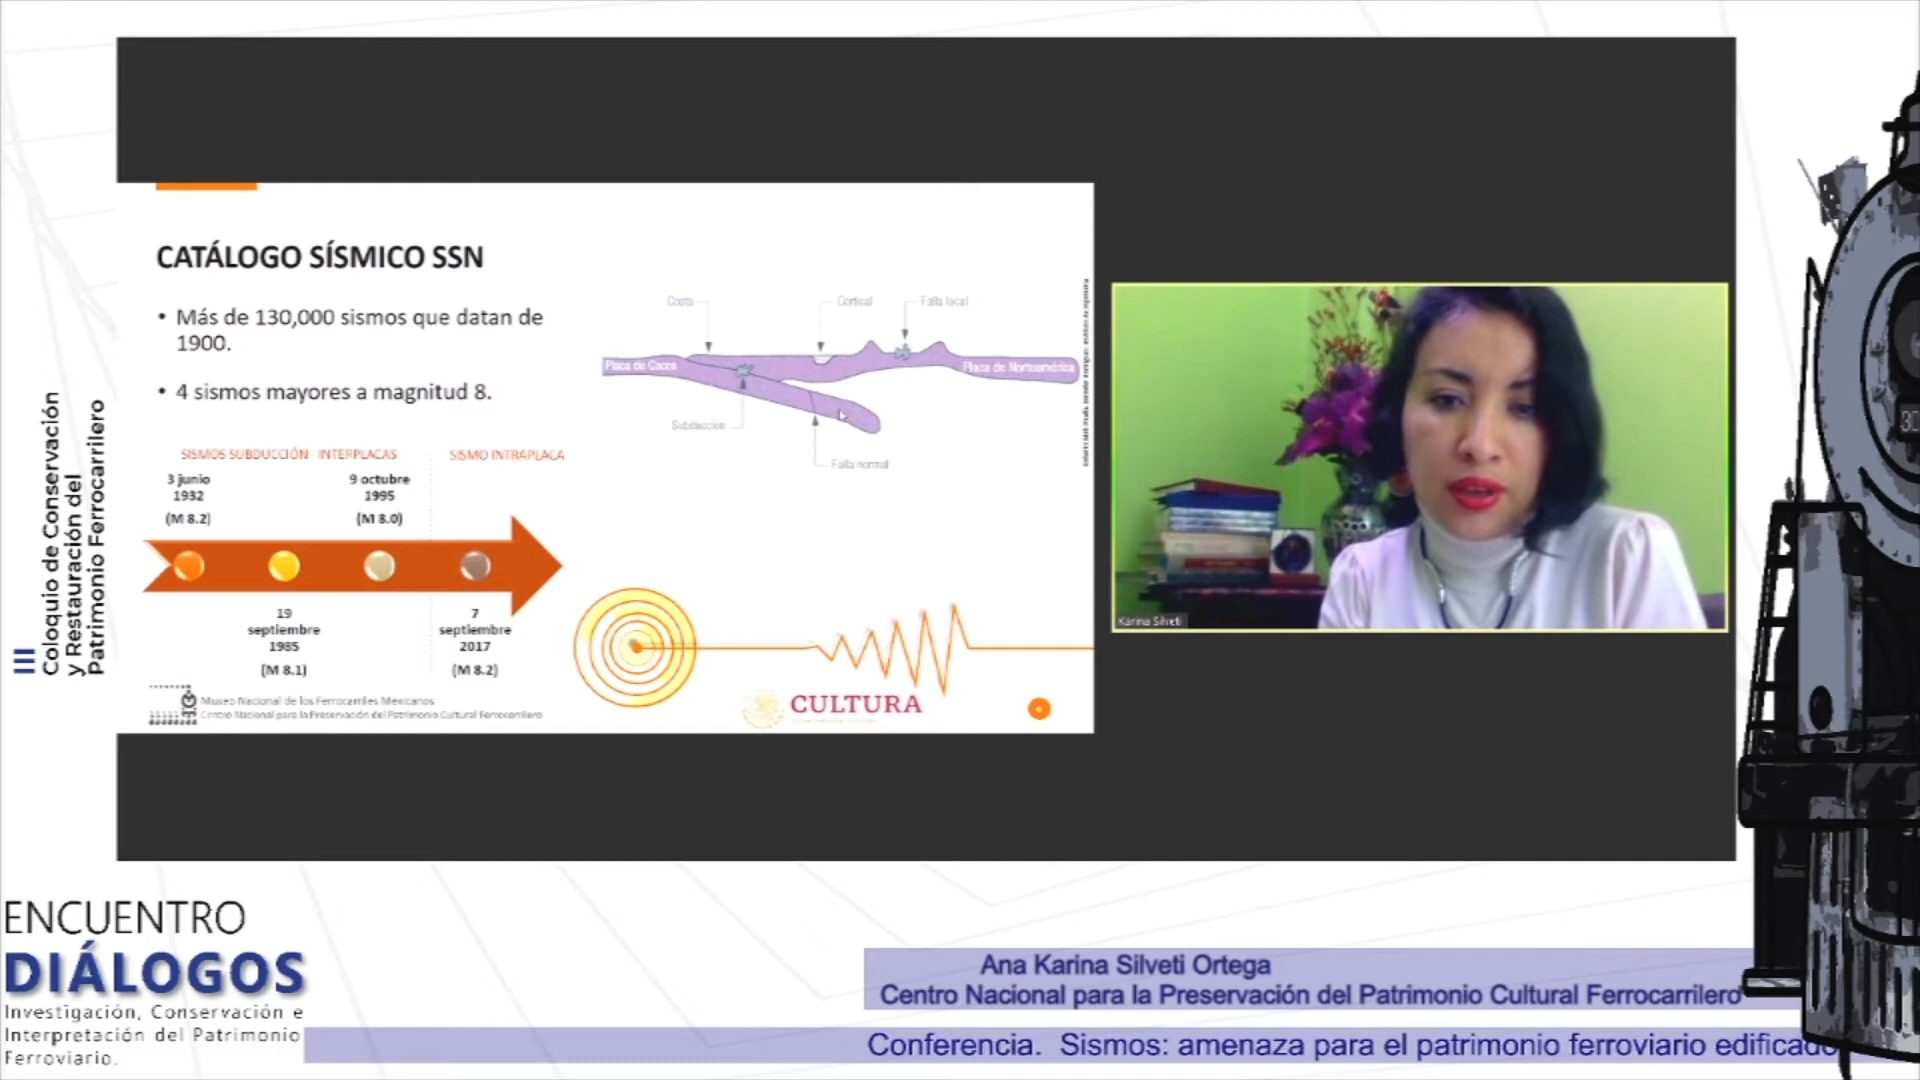 CATÁLOGO SÍSMICO SSN
• Más de 130,000 sismos que datan de
1900.
• 4 sismos mayores a magnitud 8.
SISMOS SUBDUCCIÓN - INTERPLACAS
SISMO INTRAPLACA
3 junio
1932
(M 8.2)
9 octubre
1995
(M 8.0)
19
septiembre
1985
(M 8.1)
7
septiembre
2017
(M 8.2)
Costa
Cortical
Falla local
Placa de Cocos
Placa de Norteamérica
Subducción
Falla normal
Museo Nacional de los Ferrocarriles Mexicanos
Centro Nacional para la Preservación del Patrimonio Cultural Ferrocarrilero
CULTURA
6
Karina Silveti
III
Coloquio de Conservación
y Restauración del
Patrimonio Ferrocarrilero
ENCUENTRO
DIÁLOGOS
Investigación, Conservación e
Interpretación del Patrimonio
Ferroviario.
Ana Karina Silveti Ortega
Centro Nacional para la Preservación del Patrimonio Cultural Ferrocarrilero
Conferencia. Sismos: amenaza para el patrimonio ferroviario edificado